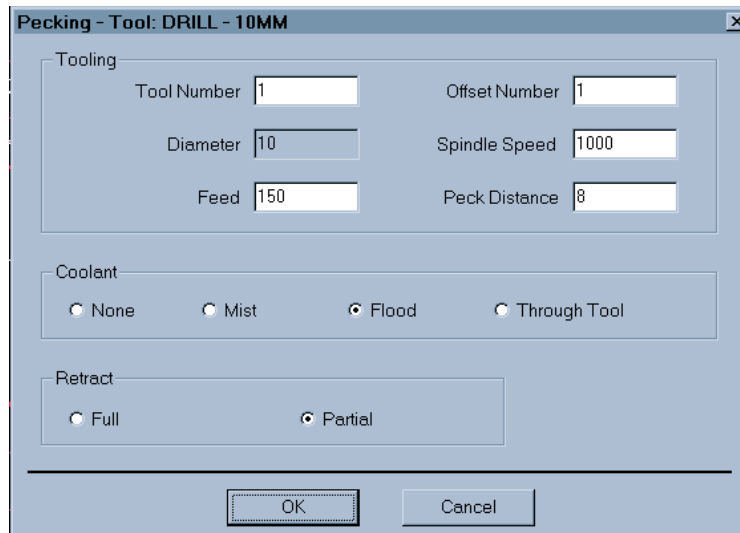 Pecking - Tool: DRILL - 10MM
Tooling
Tool Number 1 Offset Number 1
Diameter 10 Spindle Speed 1000
Feed 150 Peck Distance 8
Coolant
None Mist Flood Through Tool
Retract
Full Partial
OK Cancel